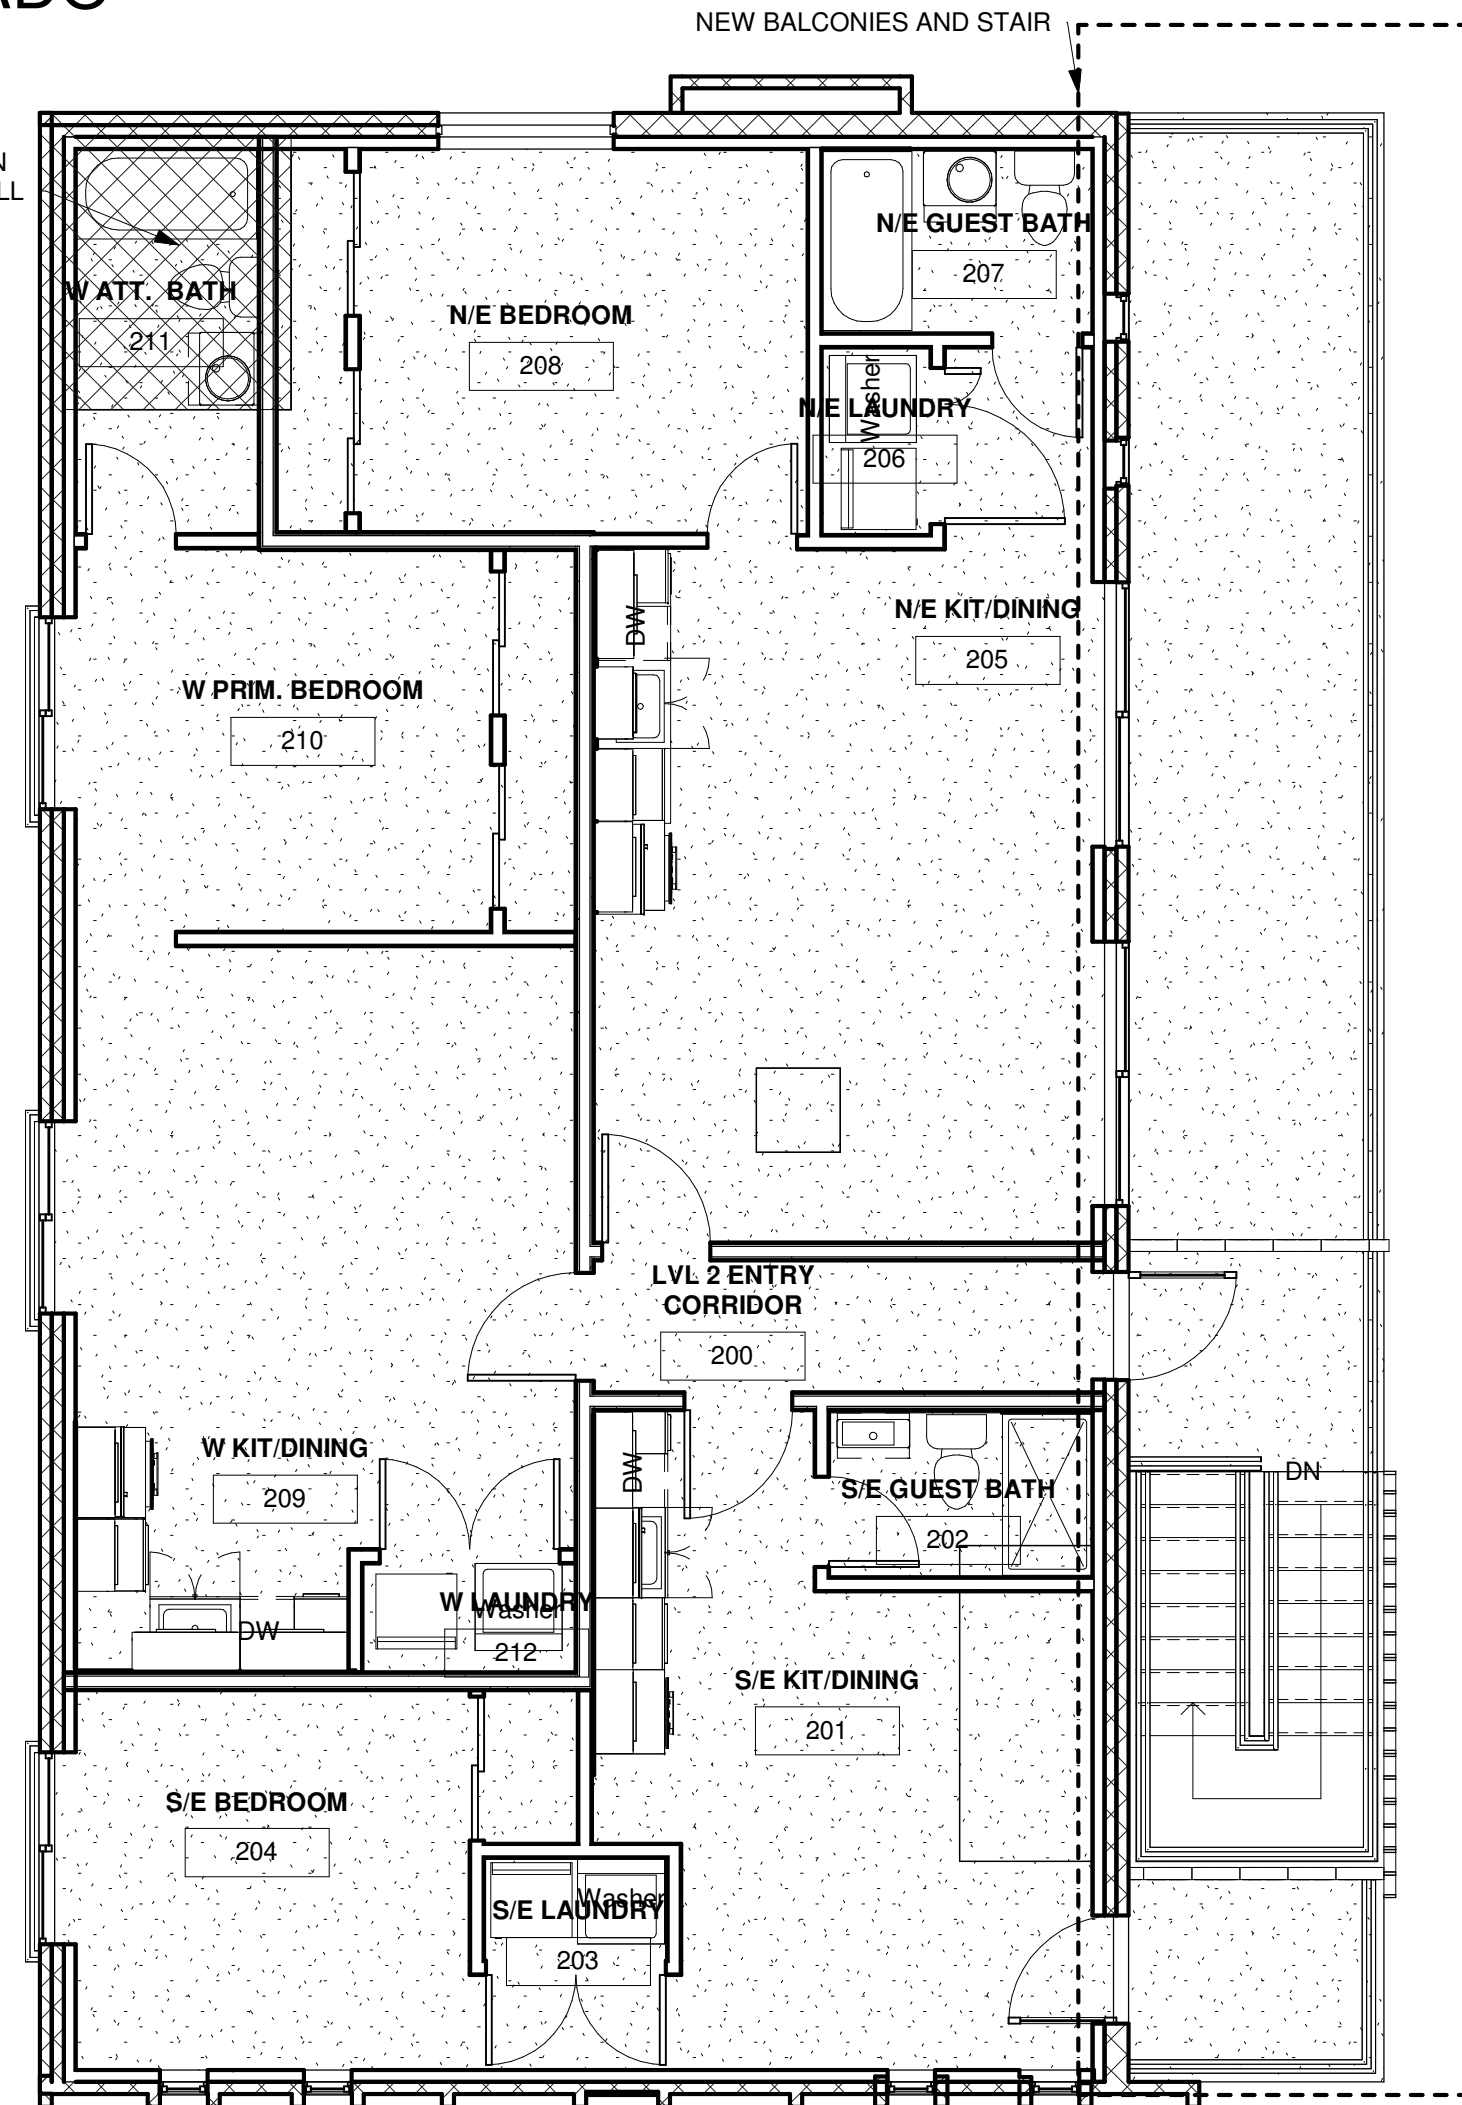 NEW BALCONIES AND STAIR
N/E GUEST BATH
207
W ATT. BATH
211
N/E BEDROOM
208
Washer
N/E LAUNDRY
206
DW
N/E KIT/DINING
205
W PRIM. BEDROOM
210
LVL 2 ENTRY
CORRIDOR
200
W KIT/DINING
209
DW
S/E GUEST BATH
202
DN
W LAUNDRY
Washer
212
DW
S/E KIT/DINING
201
S/E BEDROOM
204
Washer
S/E LAUNDRY
203